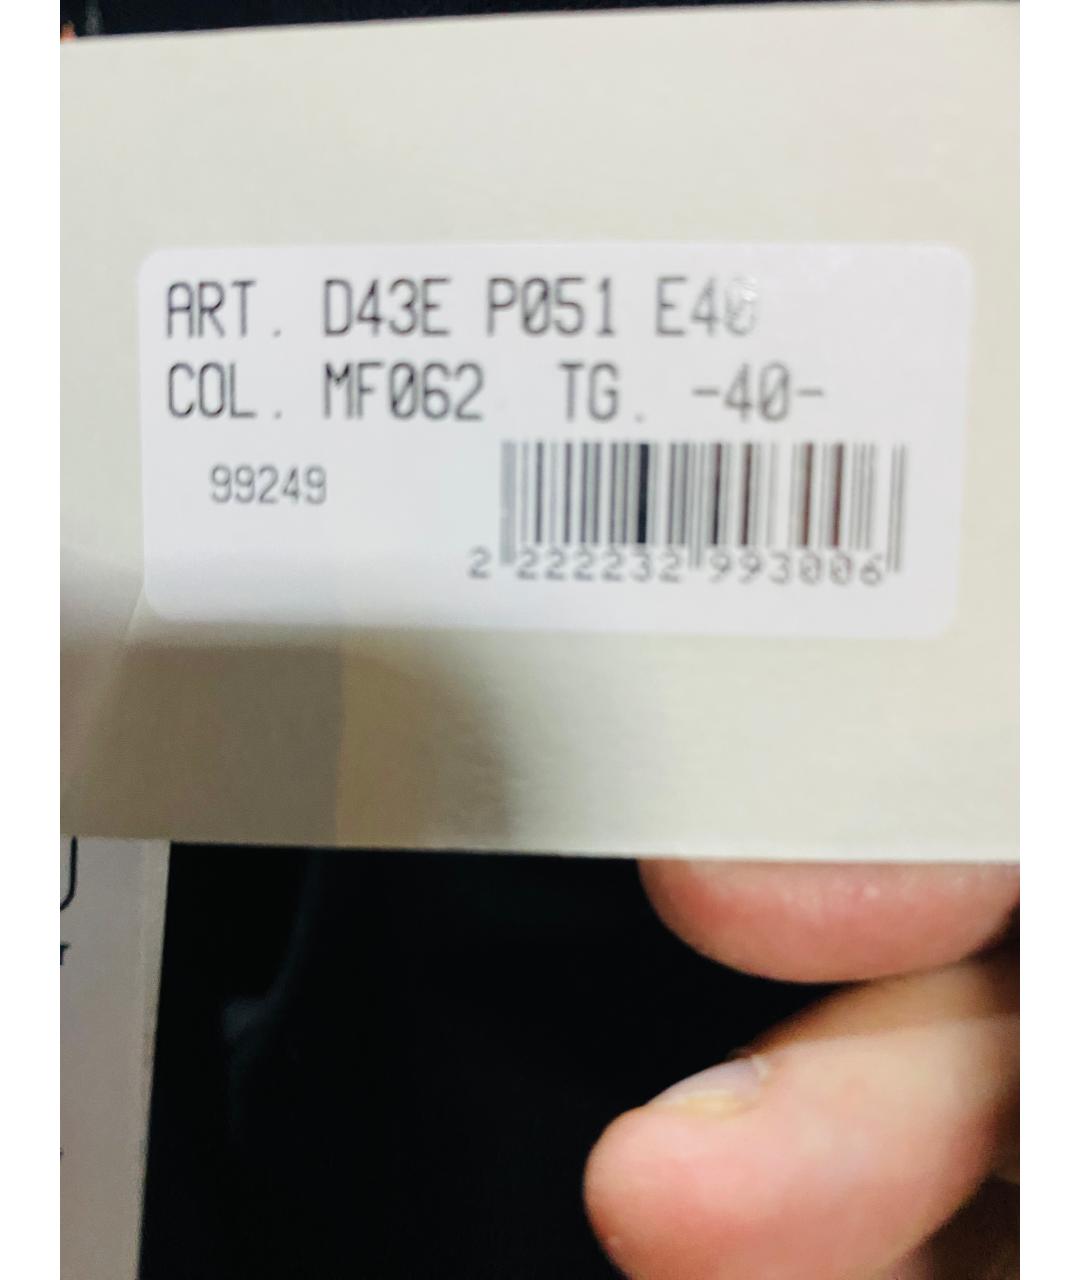 ART. D43E P051 E40
COL. MF062 TG. -40-
99249
2 222232 993006